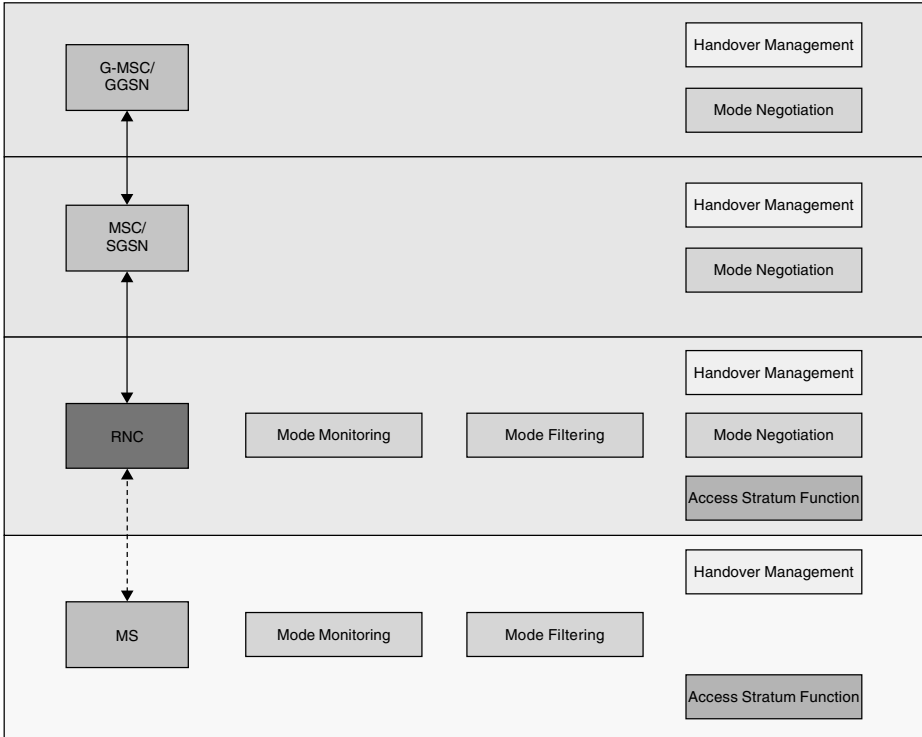 G-MSC/
GGSN
Handover Management
Mode Negotiation
MSC/
SGSN
Handover Management
Mode Negotiation
RNC
Mode Monitoring
Mode Filtering
Handover Management
Mode Negotiation
Access Stratum Function
MS
Mode Monitoring
Mode Filtering
Handover Management
Access Stratum Function